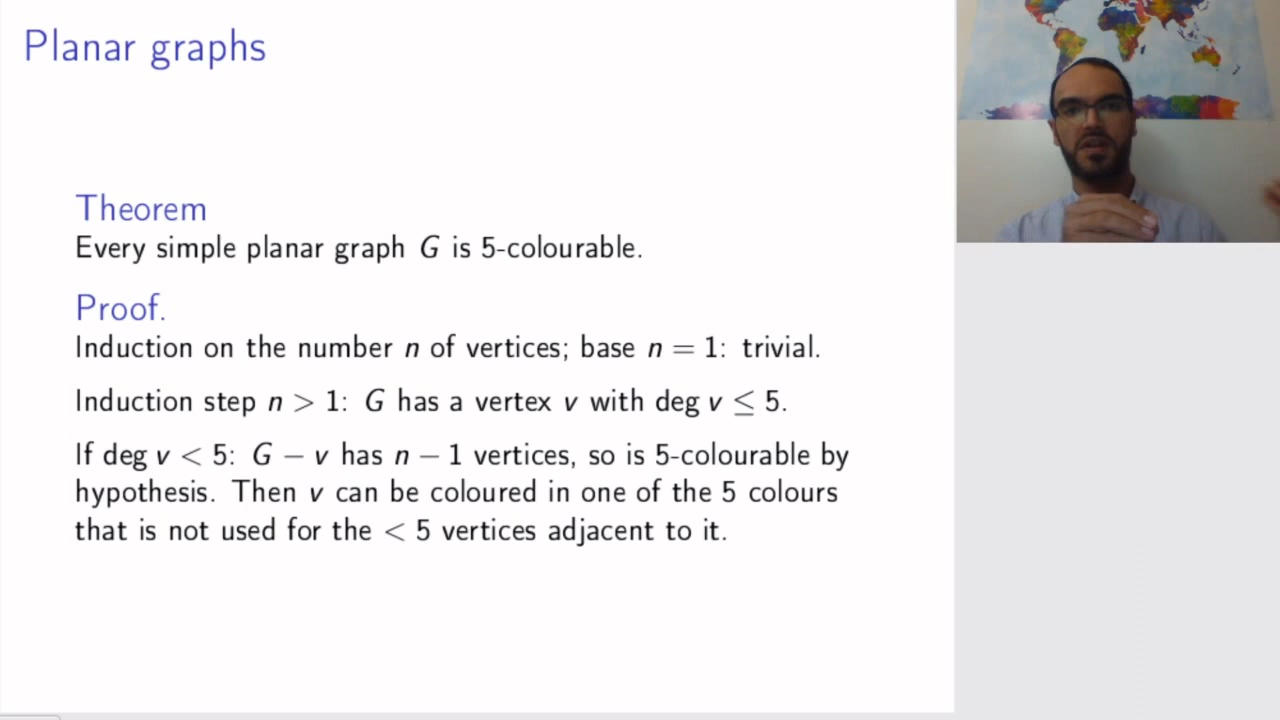 Planar graphs
Theorem
Every simple planar graph G is 5-colourable.
Proof.
Induction on the number n of vertices; base n = 1: trivial.
Induction step n > 1: G has a vertex v with deg v ≤ 5.
If deg v < 5: G − v has n − 1 vertices, so is 5-colourable by
hypothesis. Then v can be coloured in one of the 5 colours
that is not used for the < 5 vertices adjacent to it.